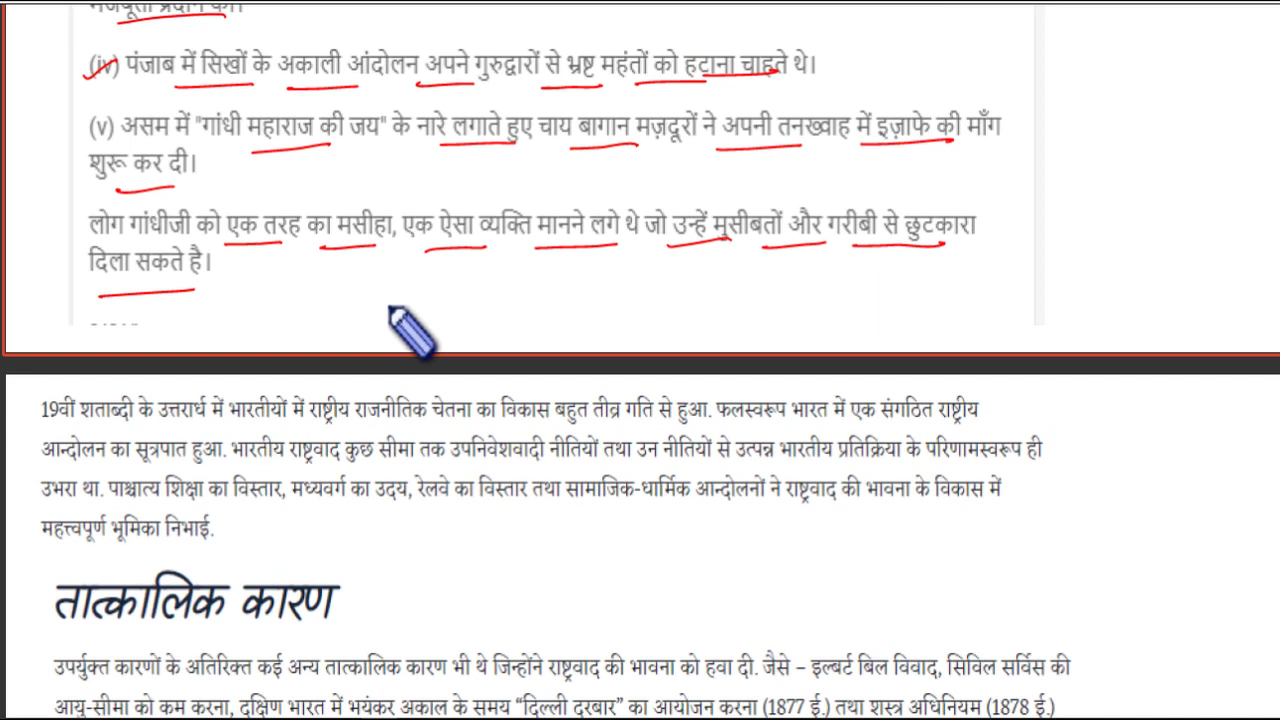 मजबूती प्रदान की।
(iv) पंजाब में सिखों के अकाली आंदोलन अपने गुरुद्वारों से भ्रष्ट महंतों को हटाना चाहते थे।
(v) असम में "गांधी महाराज की जय" के नारे लगाते हुए चाय बागान मज़दूरों ने अपनी तनख्वाह में इज़ाफे की माँग
शुरू कर दी।
लोग गांधीजी को एक तरह का मसीहा, एक ऐसा व्यक्ति मानने लगे थे जो उन्हें मुसीबतों और गरीबी से छुटकारा
दिला सकते है।
19वीं शताब्दी के उत्तरार्ध में भारतीयों में राष्ट्रीय राजनीतिक चेतना का विकास बहुत तीव्र गति से हुआ. फलस्वरूप भारत में एक संगठित राष्ट्रीय
आन्दोलन का सूत्रपात हुआ. भारतीय राष्ट्रवाद कुछ सीमा तक उपनिवेशवादी नीतियों तथा उन नीतियों से उत्पन्न भारतीय प्रतिक्रिया के परिणामस्वरूप ही
उभरा था. पाश्चात्य शिक्षा का विस्तार, मध्यवर्ग का उदय, रेलवे का विस्तार तथा सामाजिक-धार्मिक आन्दोलनों ने राष्ट्रवाद की भावना के विकास में
महत्त्वपूर्ण भूमिका निभाई.
तात्कालिक कारण
उपर्युक्त कारणों के अतिरिक्त कई अन्य तात्कालिक कारण भी थे जिन्होंने राष्ट्रवाद की भावना को हवा दी. जैसे – इल्बर्ट बिल विवाद, सिविल सर्विस की
आयु-सीमा को कम करना, दक्षिण भारत में भयंकर अकाल के समय “दिल्ली दरबार” का आयोजन करना (1877 ई.) तथा शस्त्र अधिनियम (1878 ई.)